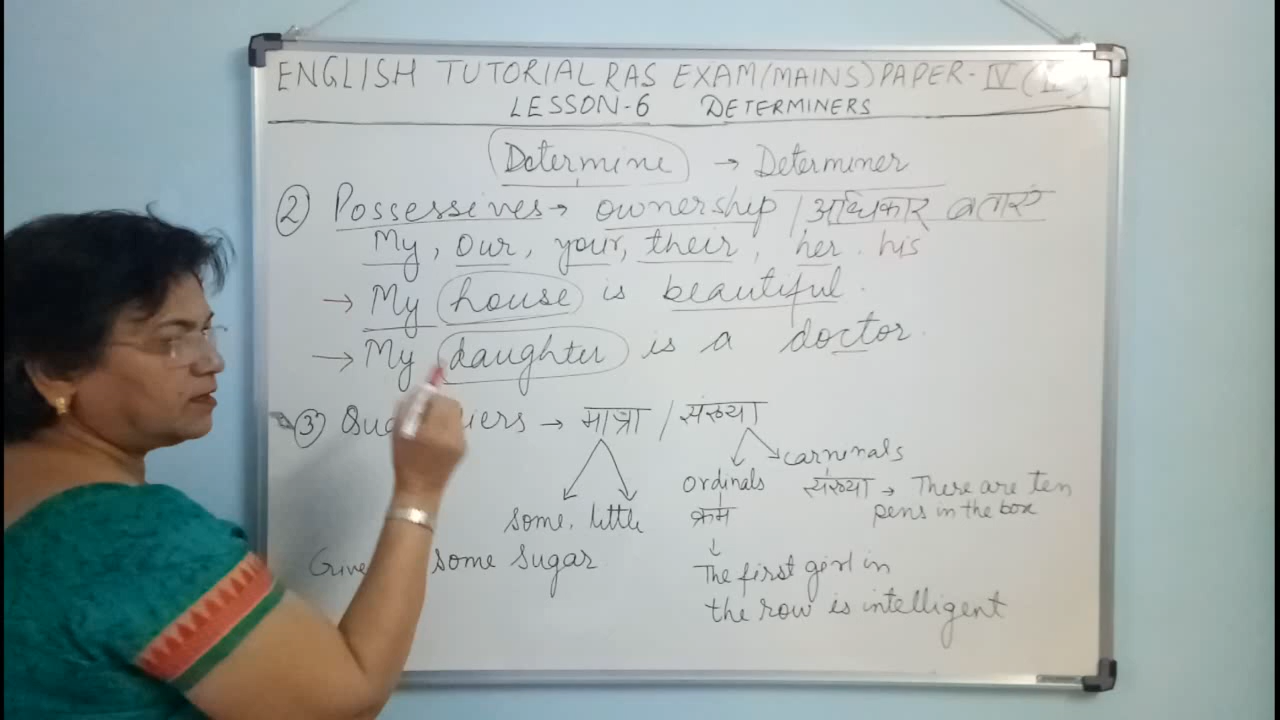 ENGLISH TUTORIAL RAS EXAM (MAINS) PAPER-IV
LESSON-6 DETERMINERS
Determine → Determiner
② Possessives → ownership / अधिकार बताए
My, our, your, their, her. his
→ My house is beautiful.
→ My daughter is a doctor.
③ → मात्रा / संख्या
ordinals carninals
some, little क्रम संख्या → There are ten
pens in the box
Give some sugar
The first girl in
the row is intelligent